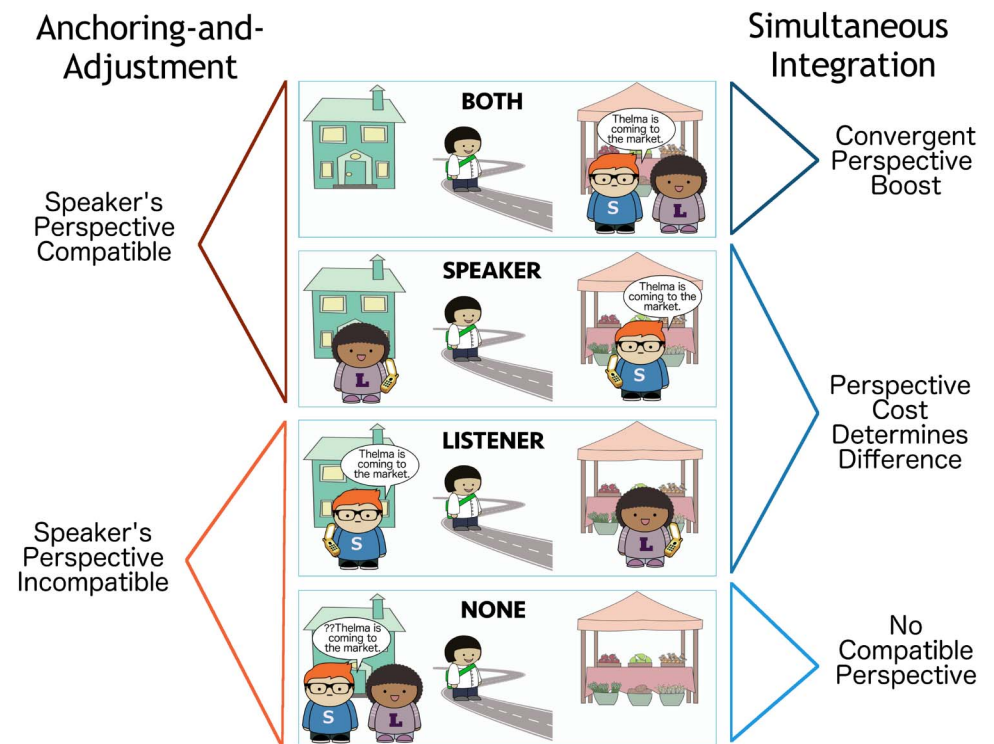 Anchoring-and-
Adjustment
Simultaneous
Integration
Speaker's
Perspective
Compatible
BOTH
Thelma is
coming to
the market.
S
L
Convergent
Perspective
Boost
SPEAKER
Thelma is
coming to the
market.
L
S
Perspective
Cost
Determines
Difference
Speaker's
Perspective
Incompatible
LISTENER
Thelma is
coming to
the market.
S
L
NONE
??Thelma is
coming to
the market.
S
L
No
Compatible
Perspective